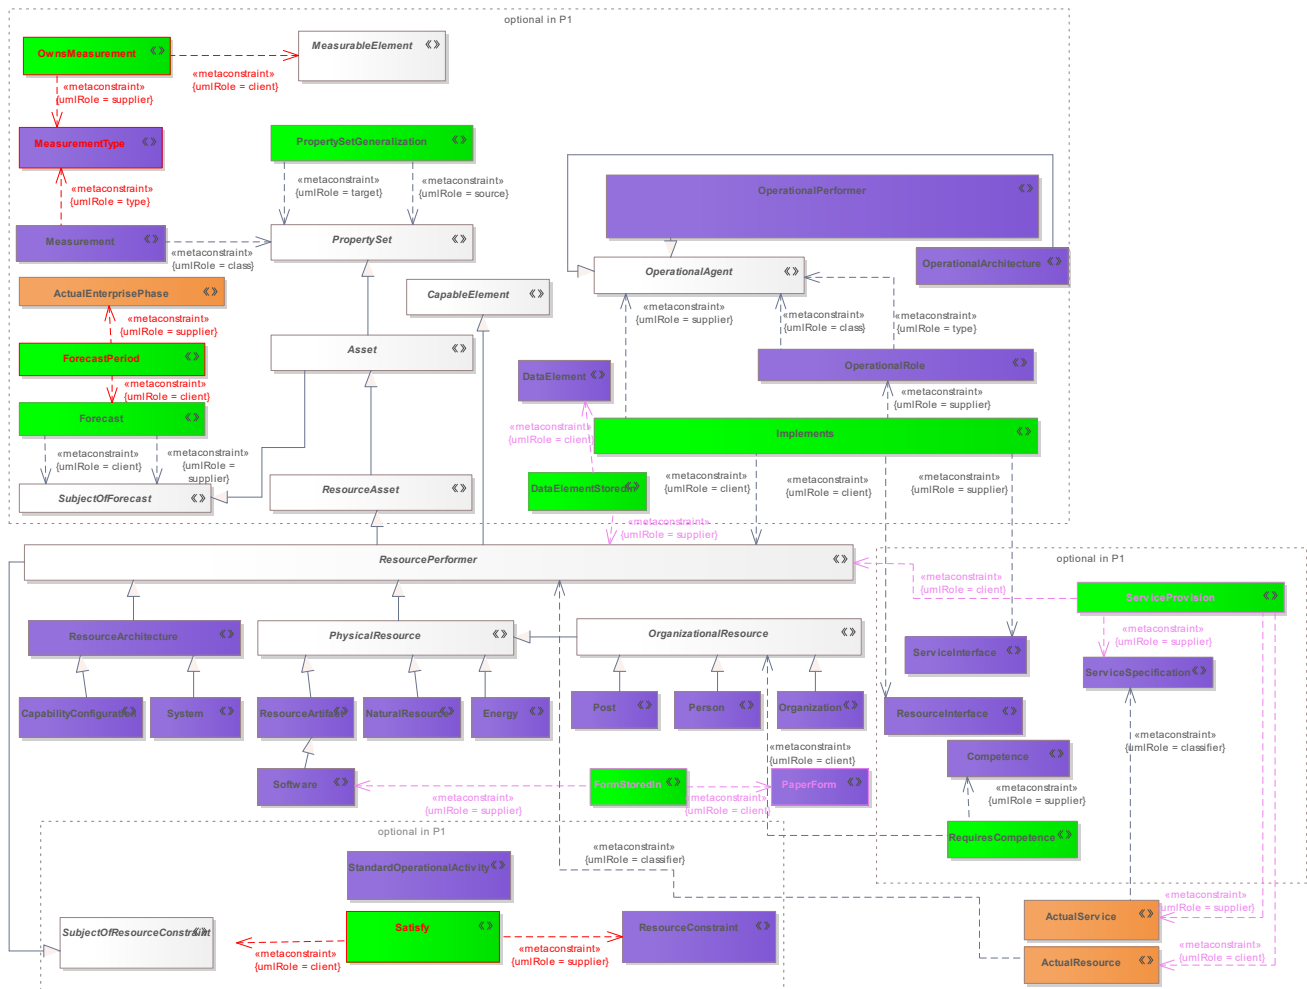 optional in P1
OwnsMeasurement
MeasurableElement
«metaconstraint»
{umlRole = client}
«metaconstraint»
{umlRole = supplier}
MeasurementType
PropertySetGeneralization
«metaconstraint»
{umlRole = type}
«metaconstraint»
{umlRole = target}
«metaconstraint»
{umlRole = source}
OperationalPerformer
Measurement
PropertySet
«metaconstraint»
{umlRole = class}
OperationalAgent
OperationalArchitecture
ActualEnterprisePhase
CapableElement
«metaconstraint»
{umlRole = supplier}
«metaconstraint»
{umlRole = supplier}
«metaconstraint»
{umlRole = class}
«metaconstraint»
{umlRole = type}
ForecastPeriod
Asset
OperationalRole
«metaconstraint»
{umlRole = client}
DataElement
«metaconstraint»
{umlRole = supplier}
Forecast
«metaconstraint»
{umlRole = client}
Implements
«metaconstraint»
{umlRole = client}
«metaconstraint»
{umlRole =
supplier}
SubjectOfForecast
ResourceAsset
DataElementStoredIn
«metaconstraint»
{umlRole = client}
«metaconstraint»
{umlRole = client}
«metaconstraint»
{umlRole = supplier}
«metaconstraint»
{umlRole = supplier}
ResourcePerformer
optional in P1
«metaconstraint»
{umlRole = client}
ServiceProvision
ResourceArchitecture
PhysicalResource
OrganizationalResource
«metaconstraint»
{umlRole = supplier}
ServiceInterface
ServiceSpecification
CapabilityConfiguration
System
ResourceArtifact
NaturalResource
Energy
Post
Person
Organization
ResourceInterface
«metaconstraint»
{umlRole = classifier}
«metaconstraint»
{umlRole = client}
Competence
Software
«metaconstraint»
{umlRole = supplier}
FormStoredIn
«metaconstraint»
{umlRole = client}
PaperForm
«metaconstraint»
{umlRole = supplier}
optional in P1
RequiresCompetence
«metaconstraint»
{umlRole = classifier}
StandardOperationalActivity
SubjectOfResourceConstraint
Satisfy
ResourceConstraint
«metaconstraint»
{umlRole = client}
«metaconstraint»
{umlRole = supplier}
ActualService
«metaconstraint»
{umlRole = supplier}
ActualResource
«metaconstraint»
{umlRole = client}